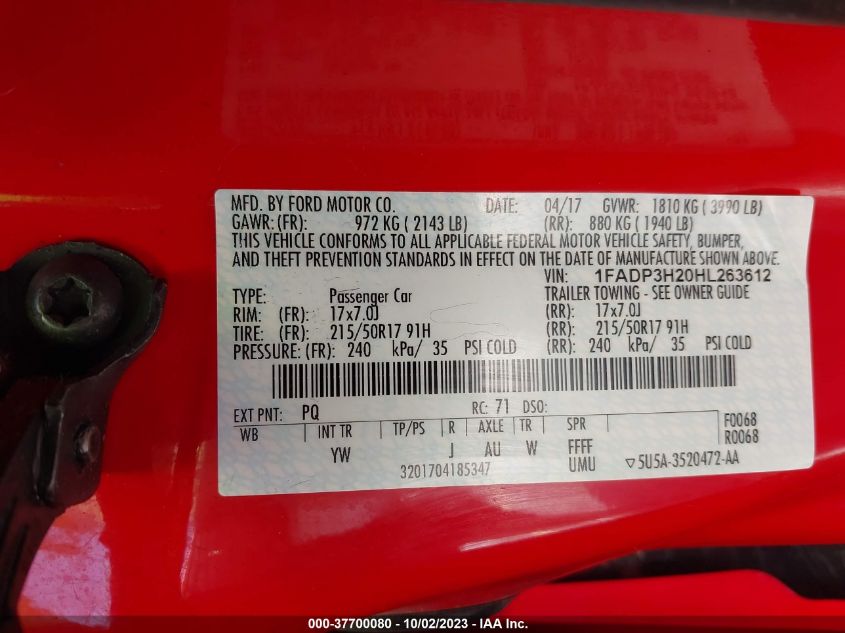 MFD. BY FORD MOTOR CO. DATE: 04/17 GVWR: 1810 KG ( 3990 LB)
GAWR: (FR): 972 KG ( 2143 LB) (RR): 880 KG ( 1940 LB)
THIS VEHICLE CONFORMS TO ALL APPLICABLE FEDERAL MOTOR VEHICLE SAFETY, BUMPER,
AND THEFT PREVENTION STANDARDS IN EFFECT ON THE DATE OF MANUFACTURE SHOWN ABOVE.
VIN: 1FADP3H20HL263612
TYPE: Passenger Car TRAILER TOWING - SEE OWNER GUIDE
RIM: (FR): 17x7.0J (RR): 17x7.0J
TIRE: (FR): 215/50R17 91H (RR): 215/50R17 91H
PRESSURE: (FR): 240 kPa/ 35 PSI COLD (RR): 240 kPa/ 35 PSI COLD
EXT PNT: PQ RC: 71 DSO: F0068
WB INT TR TP/PS R AXLE TR SPR R0068
YW J AU W FFFF
3201704185347 UMU ▽5U5A-3520472-AA
000-37700080 - 10/02/2023 - IAA Inc.